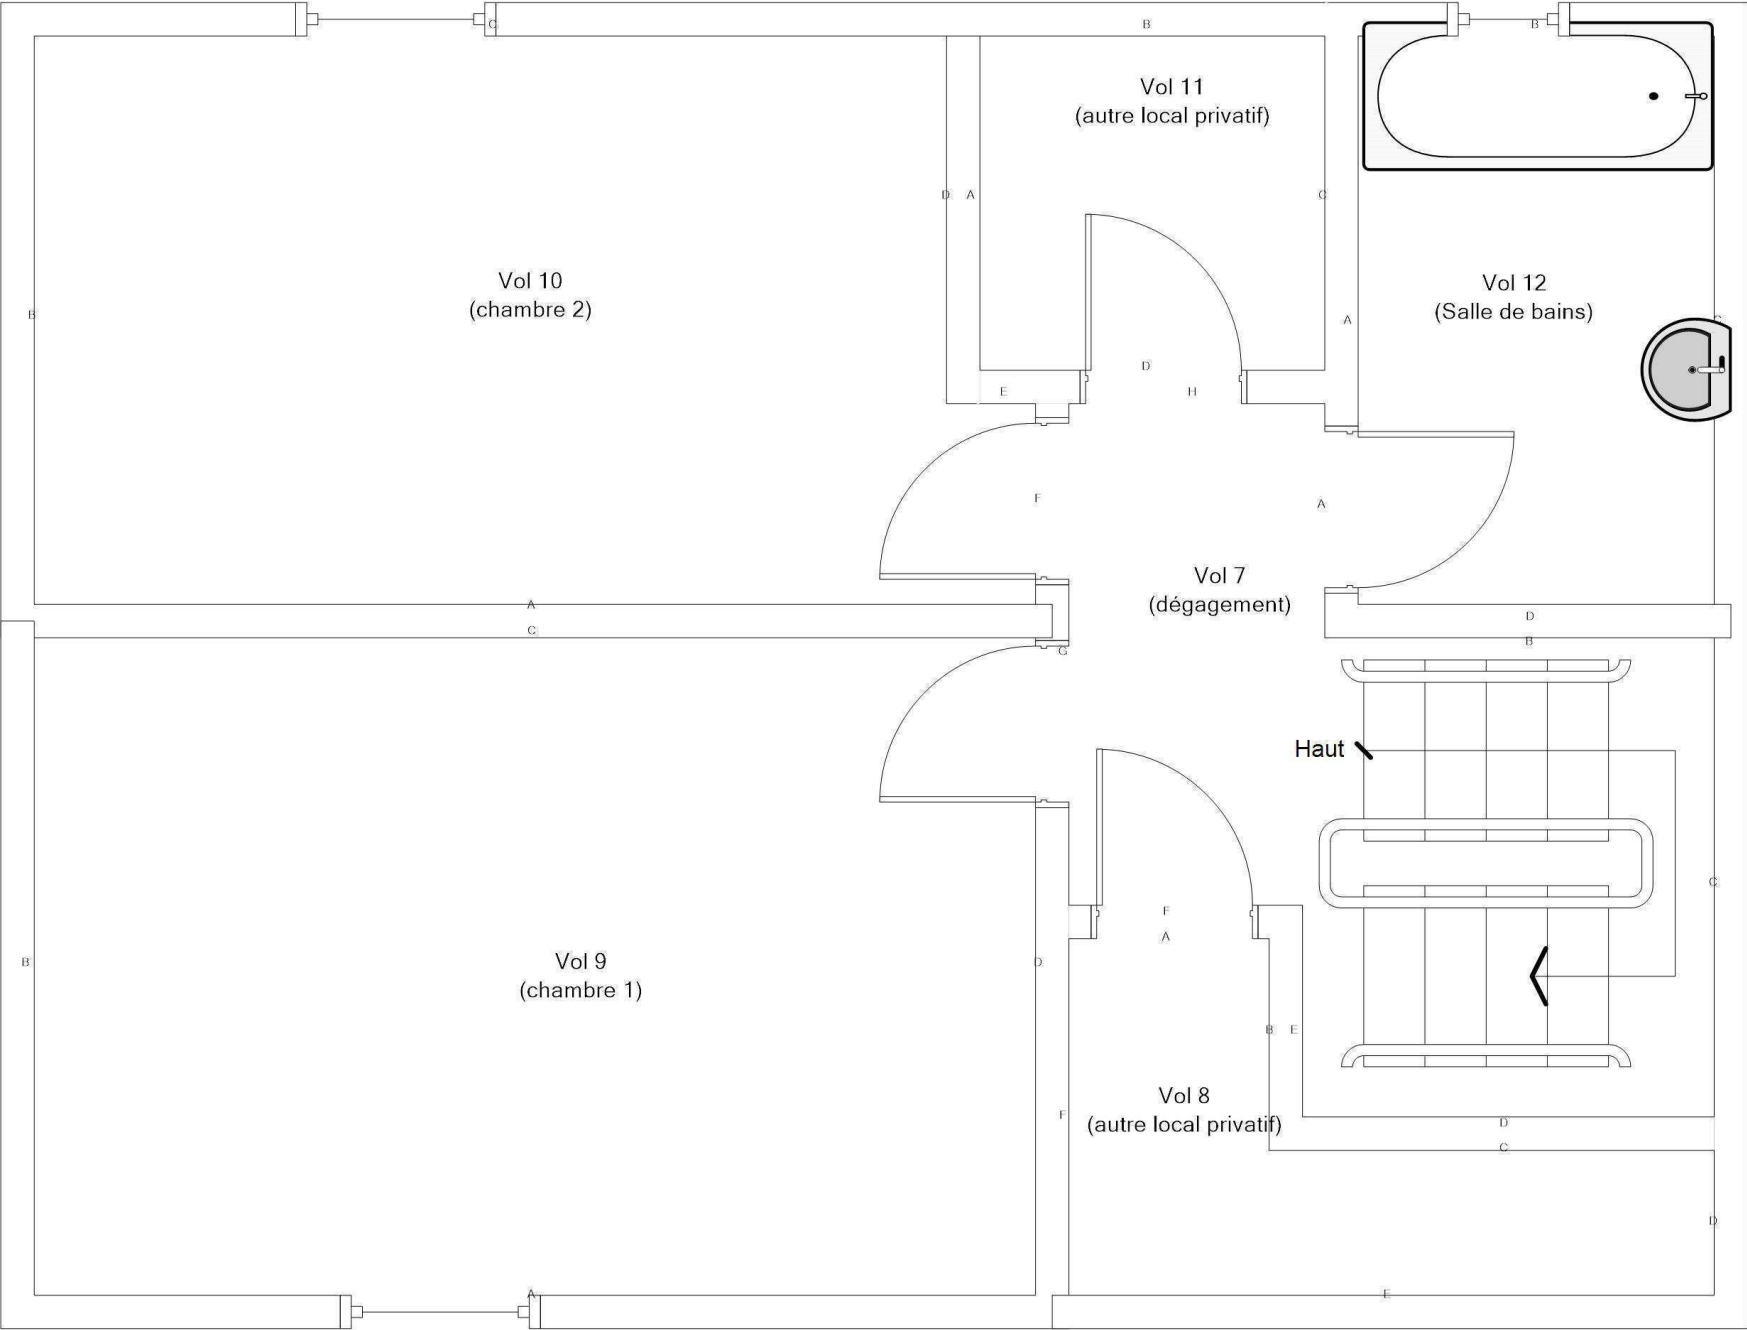 C
B
B
Vol 11
(autre local privatif)
D
A
C
Vol 10
(chambre 2)
B
Vol 12
(Salle de bains)
A
C
D
E
H
F
A
Vol 7
(dégagement)
A
C
D
B
G
Haut
C
F
A
Vol 9
(chambre 1)
B
D
B
E
Vol 8
(autre local privatif)
F
D
C
D
A
E